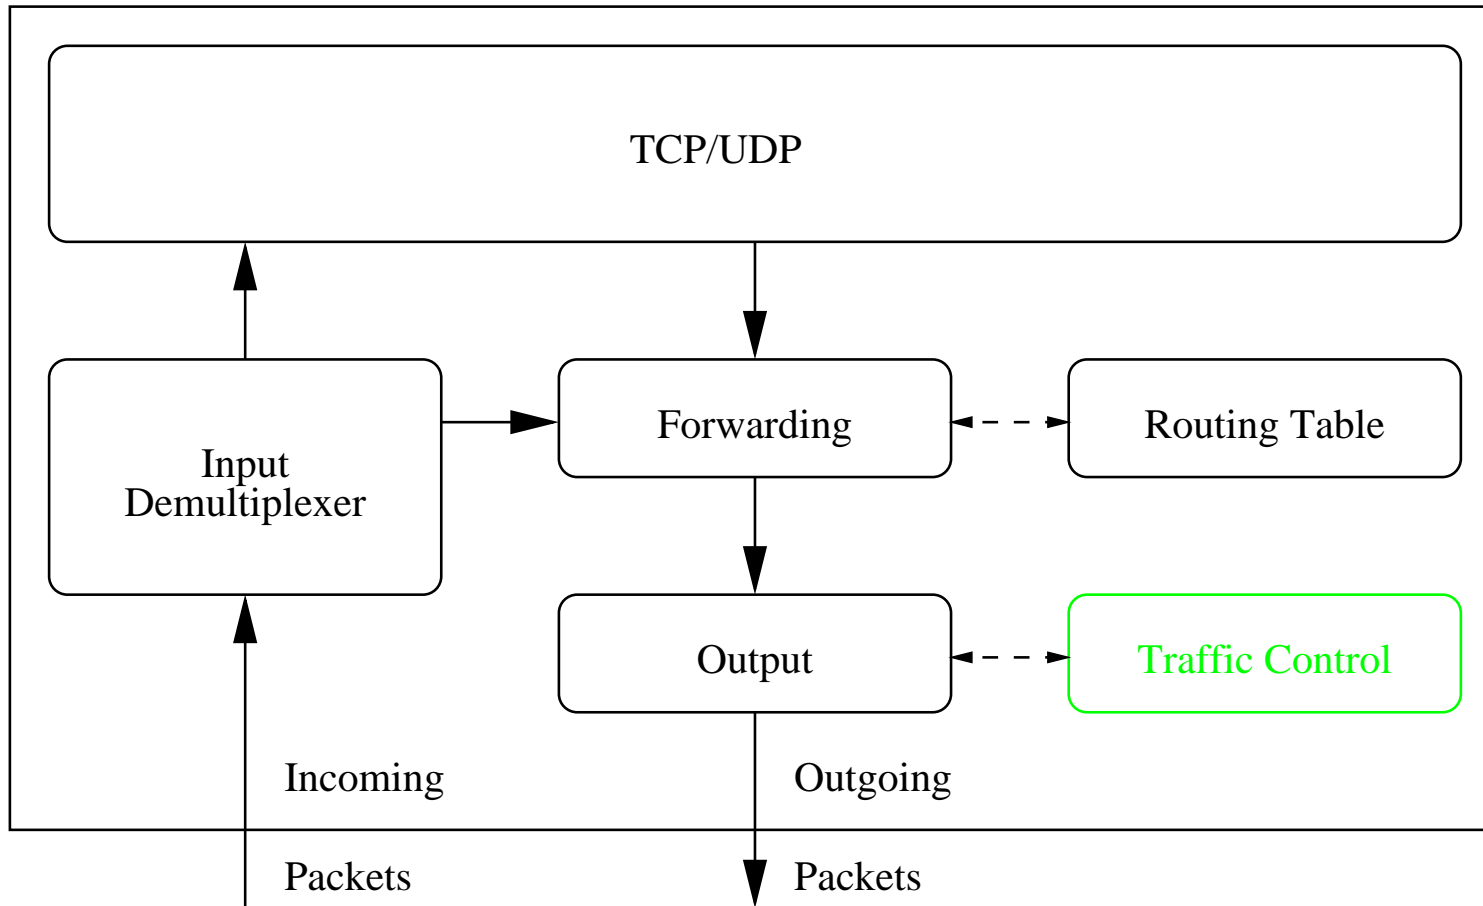 TCP/UDP
Forwarding
Routing Table
Input
Demultiplexer
Output
Traffic Control
Incoming
Outgoing
Packets
Packets